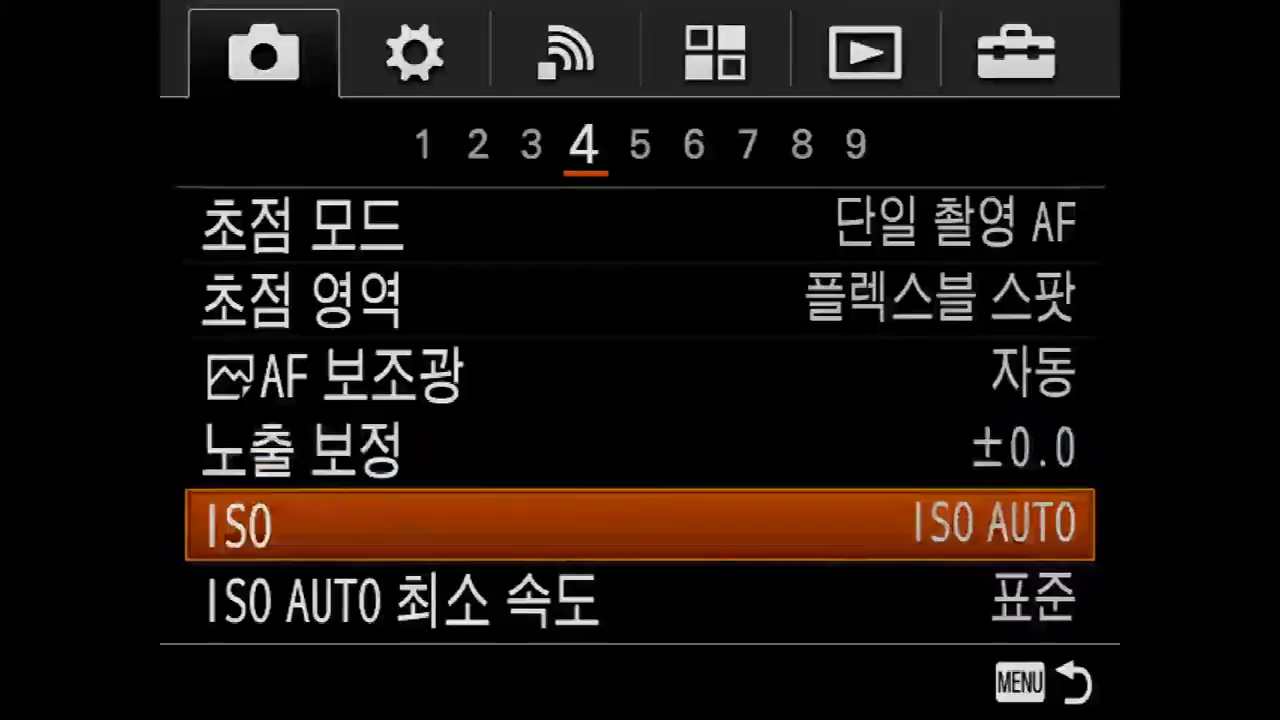 1 2 3 4 5 6 7 8 9
초점 모드 단일 촬영 AF
초점 영역 플렉스블 스팟
AF 보조광 자동
노출 보정 ±0.0
ISO ISO AUTO
ISO AUTO 최소 속도 표준
MENU